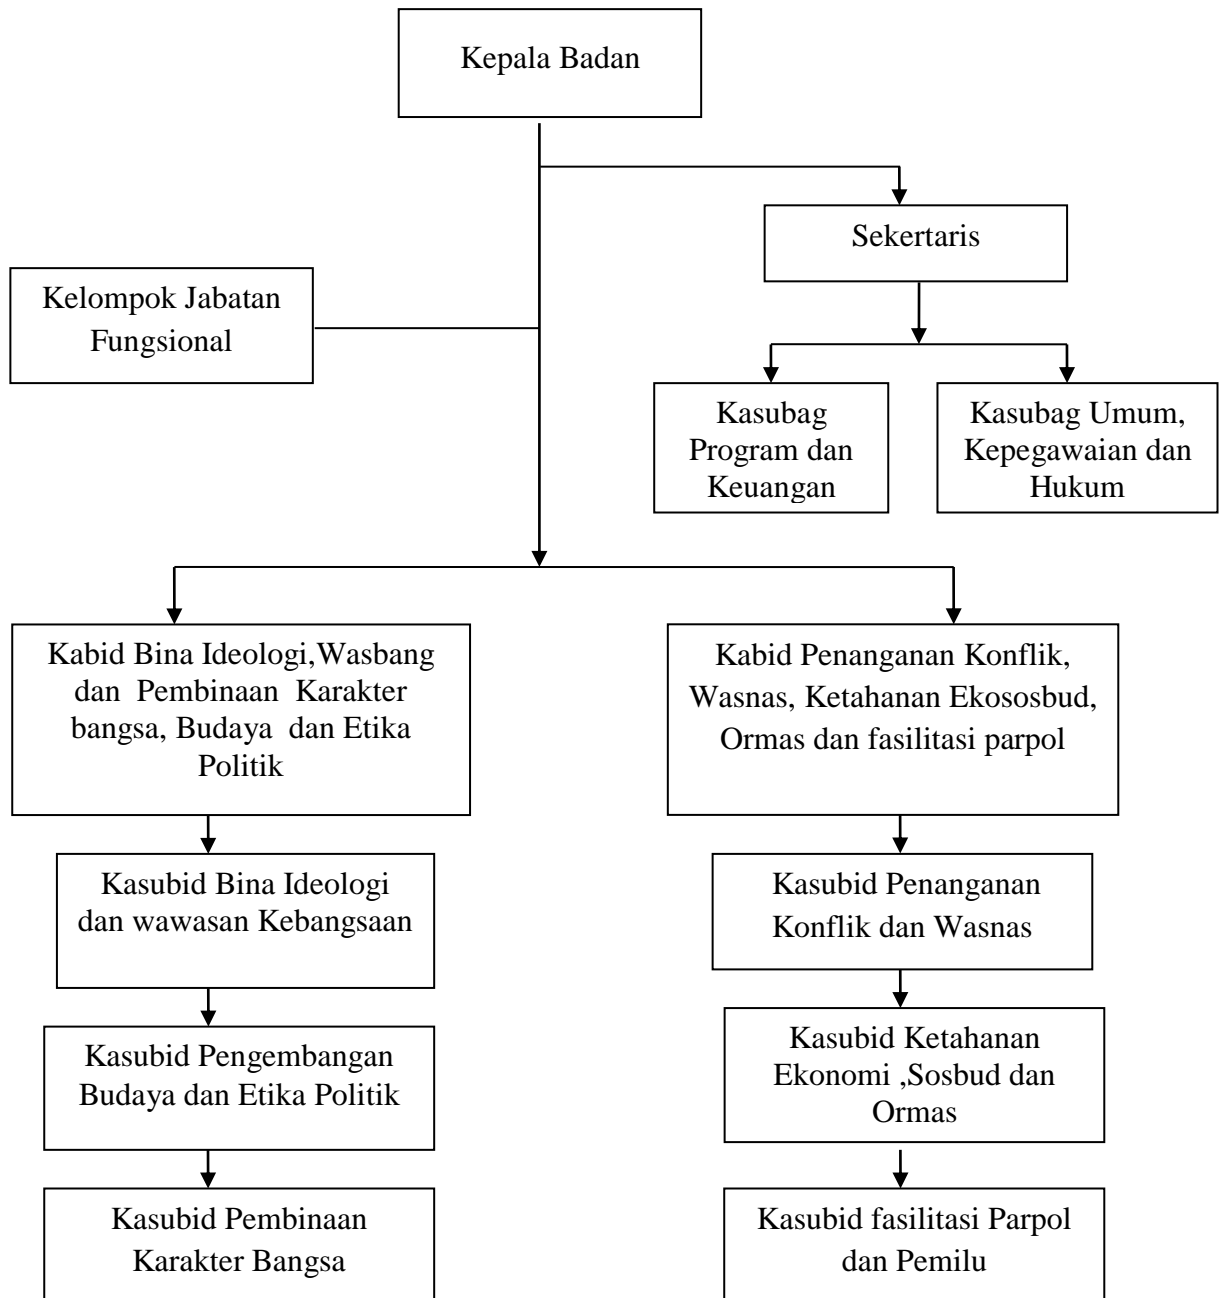 Kepala Badan
Sekertaris
Kelompok Jabatan
Fungsional
Kasubag
Program dan
Keuangan
Kasubag Umum,
Kepegawaian dan
Hukum
Kabid Bina Ideologi,Wasbang
dan Pembinaan Karakter
bangsa, Budaya dan Etika
Politik
Kabid Penanganan Konflik,
Wasnas, Ketahanan Ekososbud,
Ormas dan fasilitasi parpol
Kasubid Bina Ideologi
dan wawasan Kebangsaan
Kasubid Penanganan
Konflik dan Wasnas
Kasubid Pengembangan
Budaya dan Etika Politik
Kasubid Ketahanan
Ekonomi ,Sosbud dan
Ormas
Kasubid Pembinaan
Karakter Bangsa
Kasubid fasilitasi Parpol
dan Pemilu